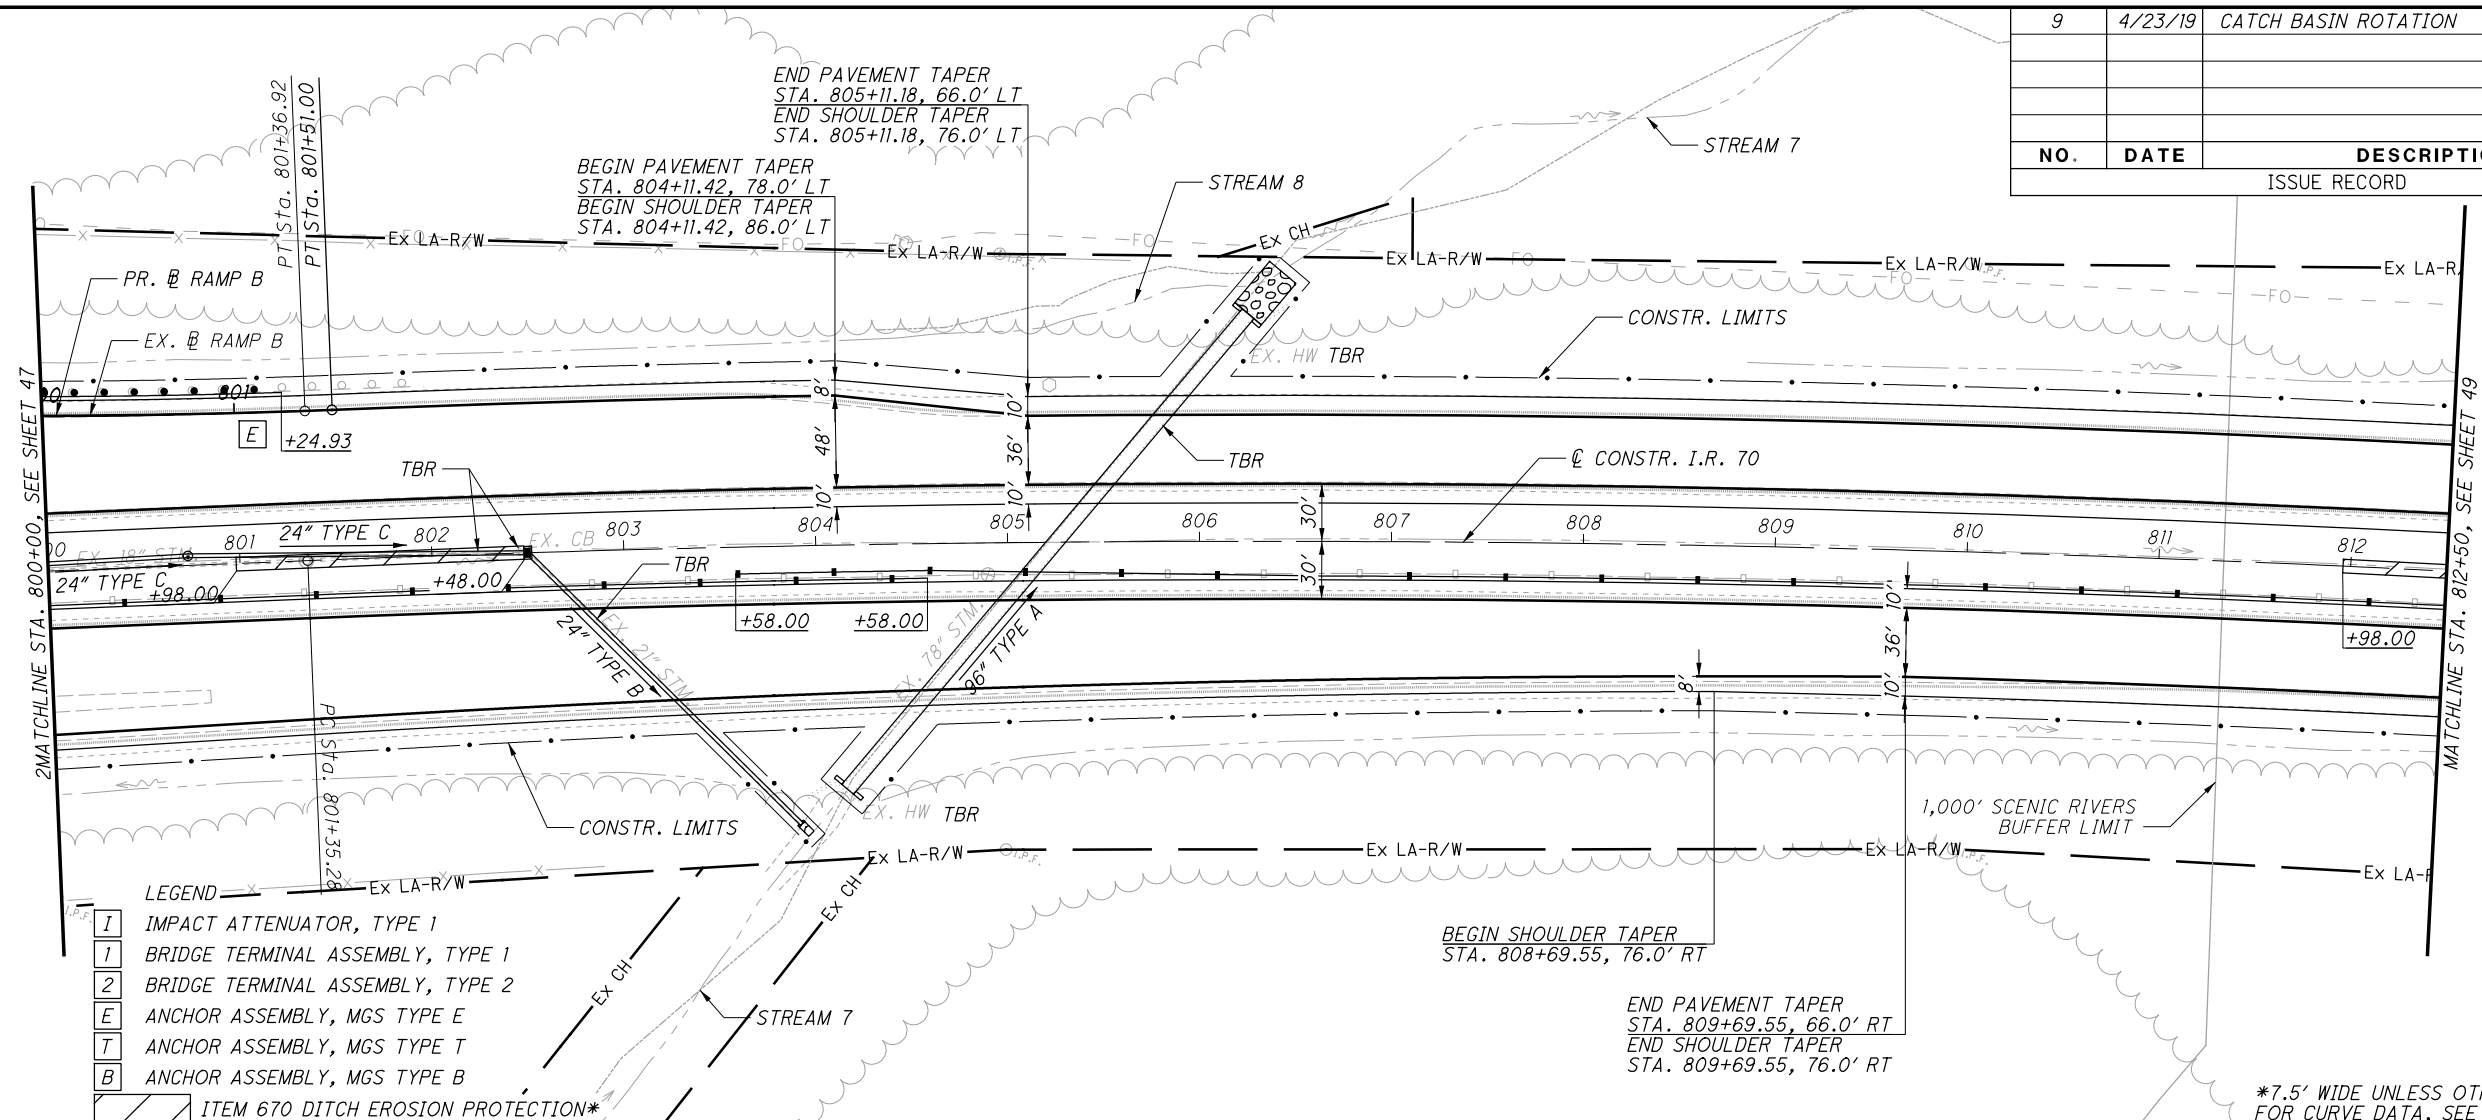 9 4/23/19 CATCH BASIN ROTATION
NO. DATE
ISSUE RECORD
PT Sta. 801+36.92
PT Sta. 801+51.00
END PAVEMENT TAPER
STA. 805+11.18, 66.0' LT
END SHOULDER TAPER
STA. 805+11.18, 76.0' LT
BEGIN PAVEMENT TAPER
STA. 804+11.42, 78.0' LT
BEGIN SHOULDER TAPER
STA. 804+11.42, 86.0' LT
STREAM 7
STREAM 8
Ex LA-R/W
FO
Ex LA-R/W
I.P.F.
FO
Ex CH
Ex LA-R/W
FO
Ex LA-R/W
I.P.F.
FO
FO
PR. BL RAMP B
EX. BL RAMP B
CONSTR. LIMITS
EX. HW TBR
801
E
+24.93
8'
48'
10'
10'
36'
10'
TBR
TBR
CL CONSTR. I.R. 70
2MATCHLINE STA. 800+00, SEE SHEET 47
MATCHLINE STA. 812+50, SEE SHEET 49
EX. 18" STM.
24" TYPE C
24" TYPE C
801
802
EX. CB
803
804
805
806
807
808
809
810
811
812
30'
30'
+98.00
+48.00
TBR
+58.00
+58.00
EX. 21" STM.
24" TYPE B
EX. 78" STM.
36" TYPE A
10'
36'
10'
8'
+98.00
PC Sta. 801+35.28
CONSTR. LIMITS
EX. HW TBR
1,000' SCENIC RIVERS
BUFFER LIMIT
Ex LA-R/W
Ex LA-R/W
I.P.F.
Ex LA-R/W
Ex LA-R/W
I.P.F.
I.P.F.
Ex CH
Ex CH
STREAM 7
BEGIN SHOULDER TAPER
STA. 808+69.55, 76.0' RT
END PAVEMENT TAPER
STA. 809+69.55, 66.0' RT
END SHOULDER TAPER
STA. 809+69.55, 76.0' RT
LEGEND
I IMPACT ATTENUATOR, TYPE 1
1 BRIDGE TERMINAL ASSEMBLY, TYPE 1
2 BRIDGE TERMINAL ASSEMBLY, TYPE 2
E ANCHOR ASSEMBLY, MGS TYPE E
T ANCHOR ASSEMBLY, MGS TYPE T
B ANCHOR ASSEMBLY, MGS TYPE B
ITEM 670 DITCH EROSION PROTECTION*
*7.5' WIDE UNLESS
FOR CURVE DATA, SEE